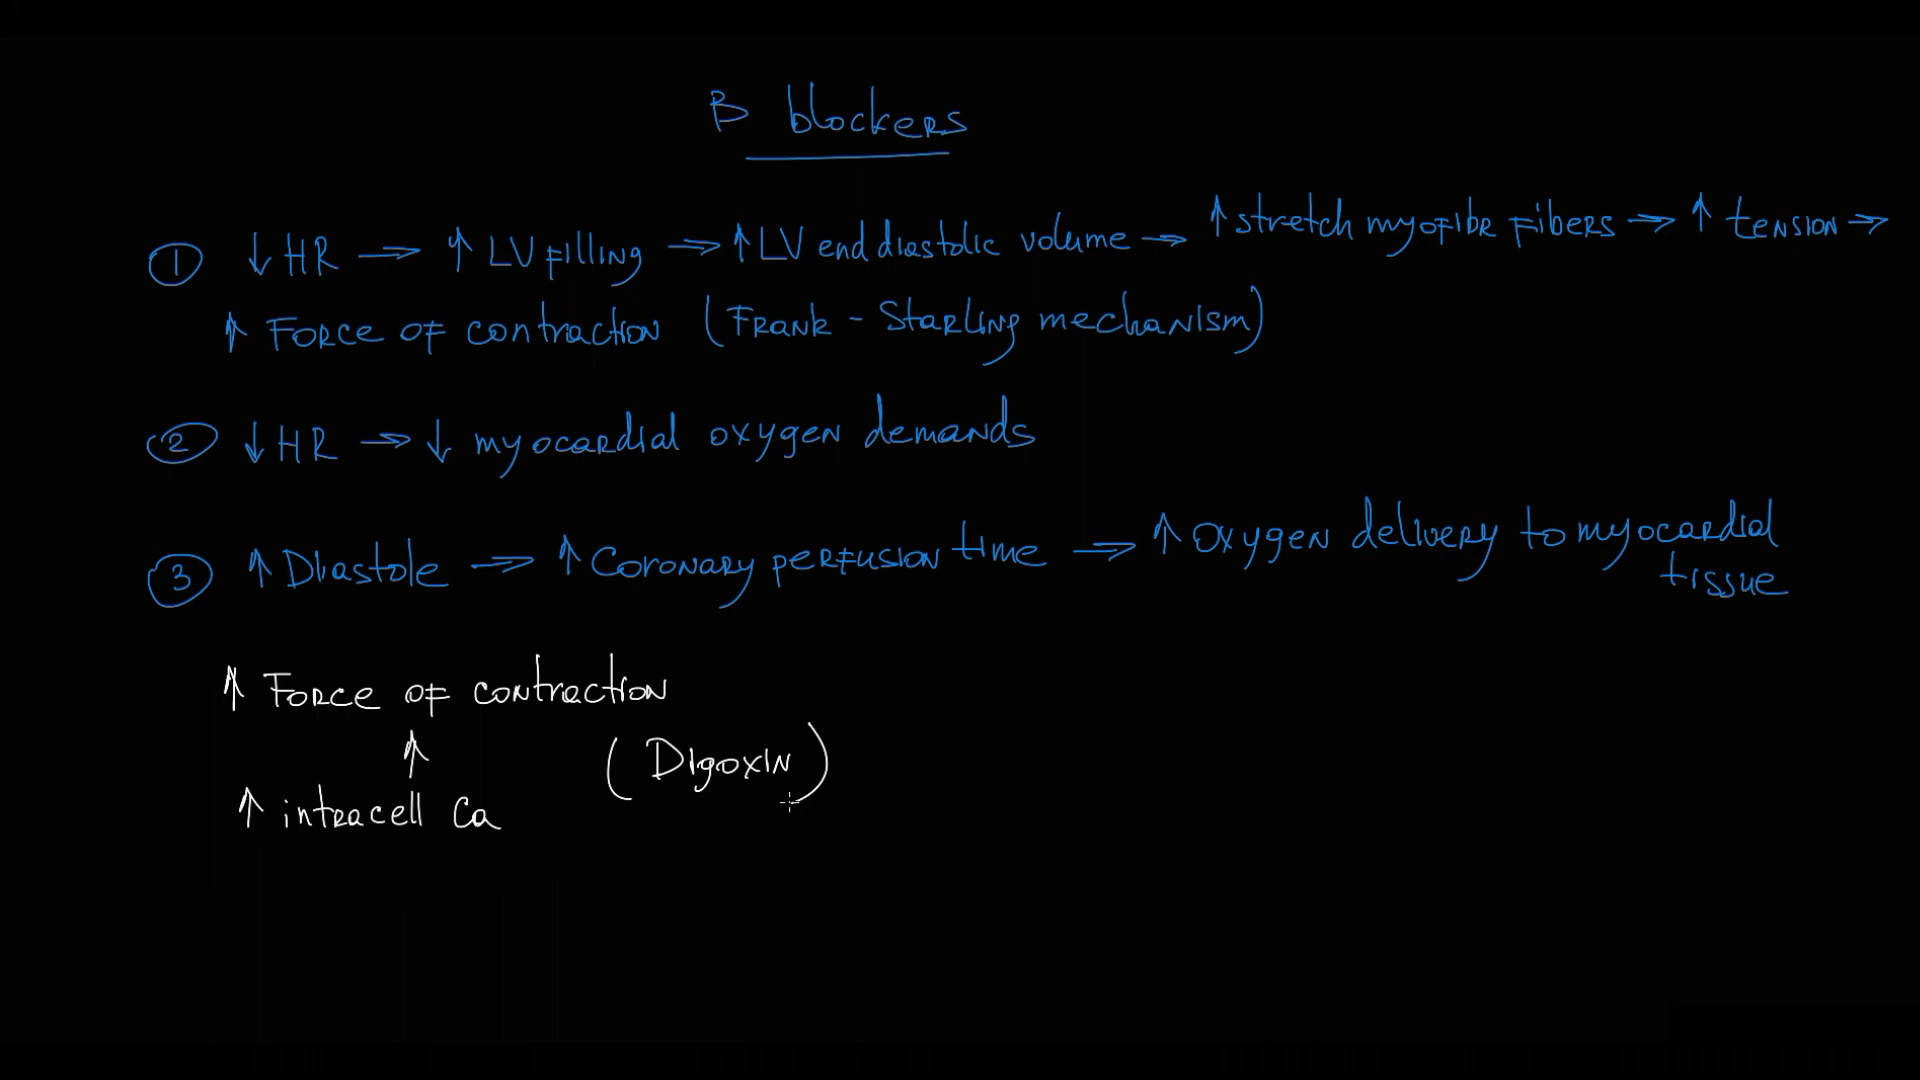 B blockers
① ↓ HR → ↑ LV filling → ↑ LV end diastolic volume → ↑ stretch myofibr fibers → ↑ tension →
↑ Force of contraction (Frank - Starling mechanism)
② ↓ HR → ↓ myocardial oxygen demands
③ ↑ Diastole → ↑ Coronary perfusion time → ↑ oxygen delivery to myocardial
tissue
↑ Force of contraction
↑
(Digoxin)
↑ intracell Ca